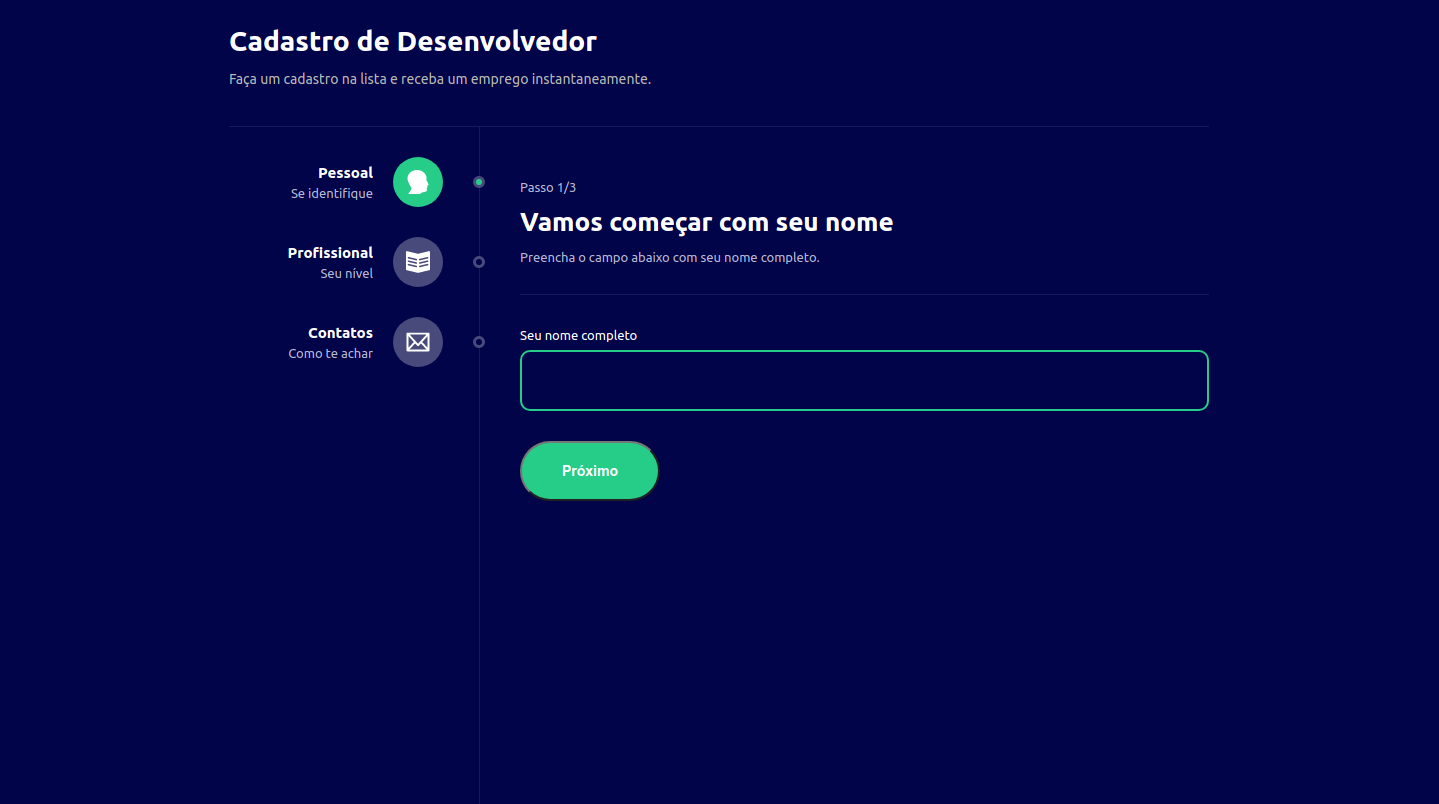 Cadastro de Desenvolvedor
Faça um cadastro na lista e receba um emprego instantaneamente.
Pessoal
Se identifique
Profissional
Seu nível
Contatos
Como te achar
Passo 1/3
Vamos começar com seu nome
Preencha o campo abaixo com seu nome completo.
Seu nome completo
Próximo